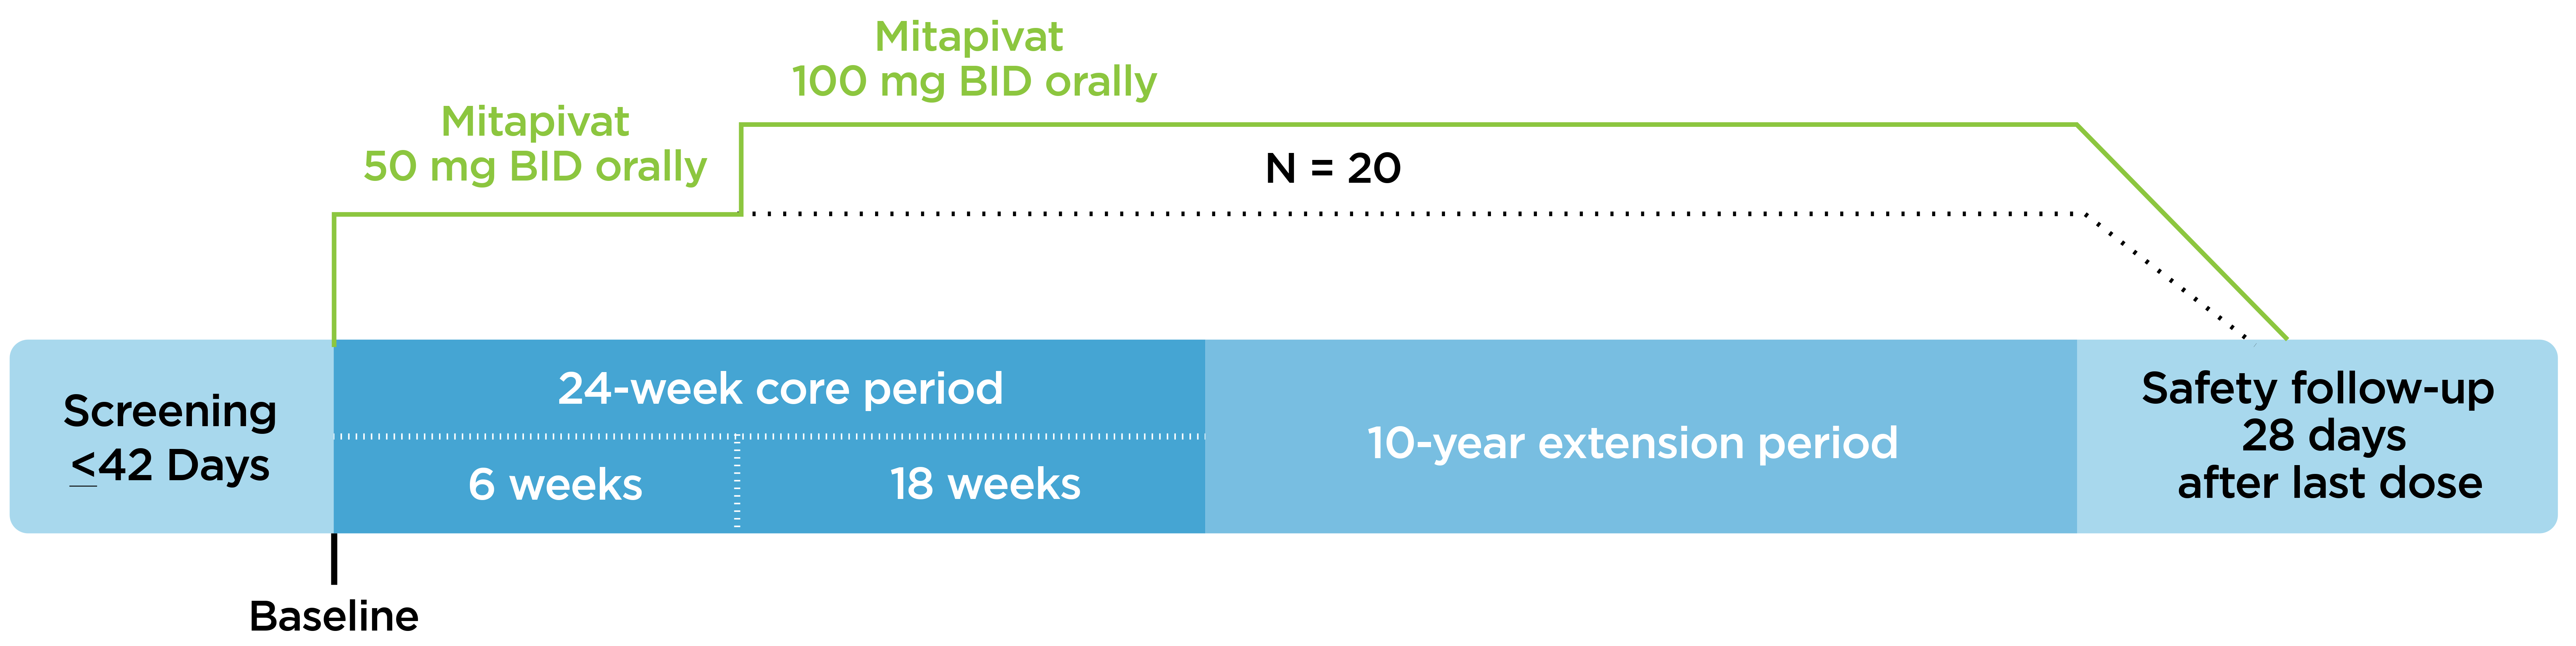 Mitapivat
100 mg BID orally
Mitapivat
50 mg BID orally
N = 20
Screening
≤42 Days
24-week core period
6 weeks
18 weeks
10-year extension period
Safety follow-up
28 days
after last dose
Baseline